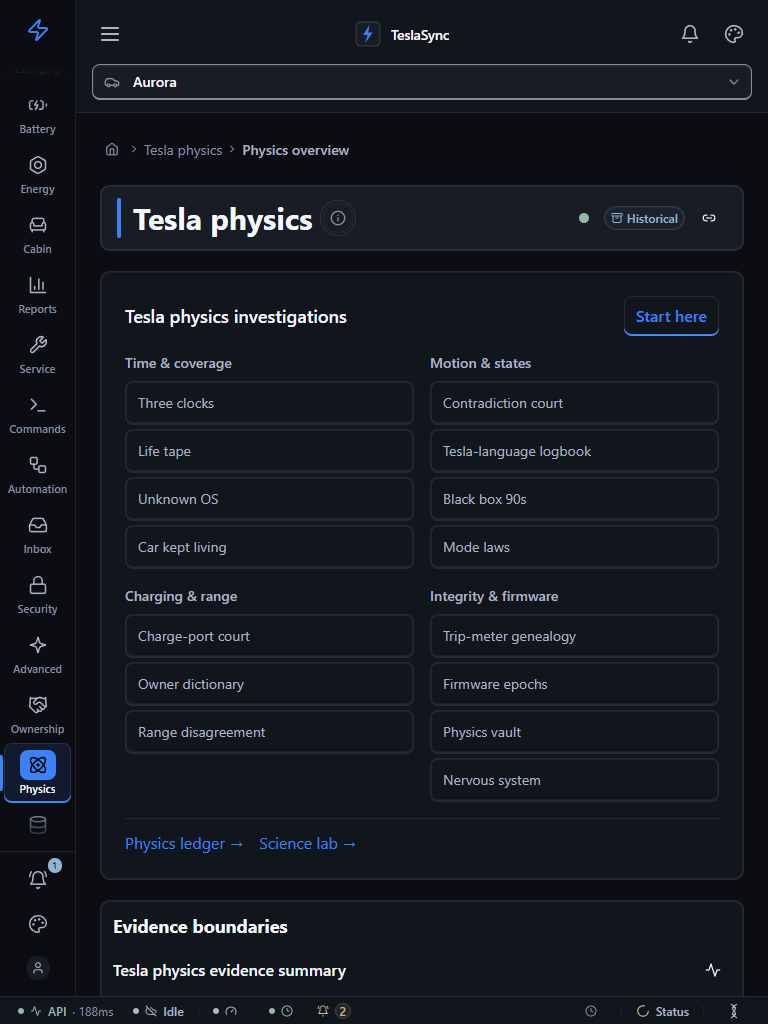 TeslaSync
Aurora
Charging
Battery
Energy
Cabin
Reports
Service
Commands
Automation
Inbox
Security
Advanced
Ownership
Physics
1
Tesla physics > Physics overview
Tesla physics
Historical
Tesla physics investigations
Start here
Time & coverage
Three clocks
Life tape
Unknown OS
Car kept living
Motion & states
Contradiction court
Tesla-language logbook
Black box 90s
Mode laws
Charging & range
Charge-port court
Owner dictionary
Range disagreement
Integrity & firmware
Trip-meter genealogy
Firmware epochs
Physics vault
Nervous system
Physics ledger →
Science lab →
Evidence boundaries
Tesla physics evidence summary
API · 188ms
Idle
2
Status